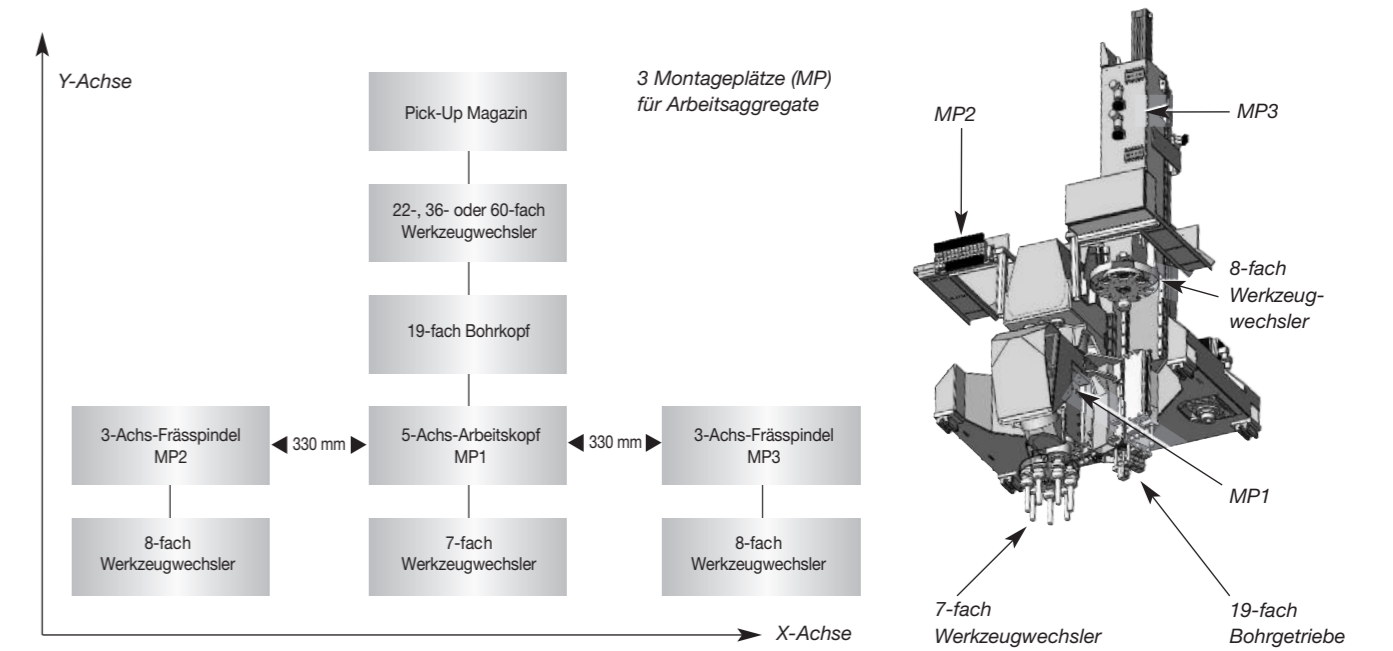 Y-Achse
Pick-Up Magazin
22-, 36- oder 60-fach
Werkzeugwechsler
19-fach Bohrkopf
3-Achs-Frässpindel
MP2
330 mm
5-Achs-Arbeitskopf
MP1
330 mm
3-Achs-Frässpindel
MP3
8-fach
Werkzeugwechsler
7-fach
Werkzeugwechsler
8-fach
Werkzeugwechsler
X-Achse
3 Montageplätze (MP)
für Arbeitsaggregate
MP2
MP3
8-fach
Werkzeug-
wechsler
MP1
7-fach
Werkzeugwechsler
19-fach
Bohrgetriebe